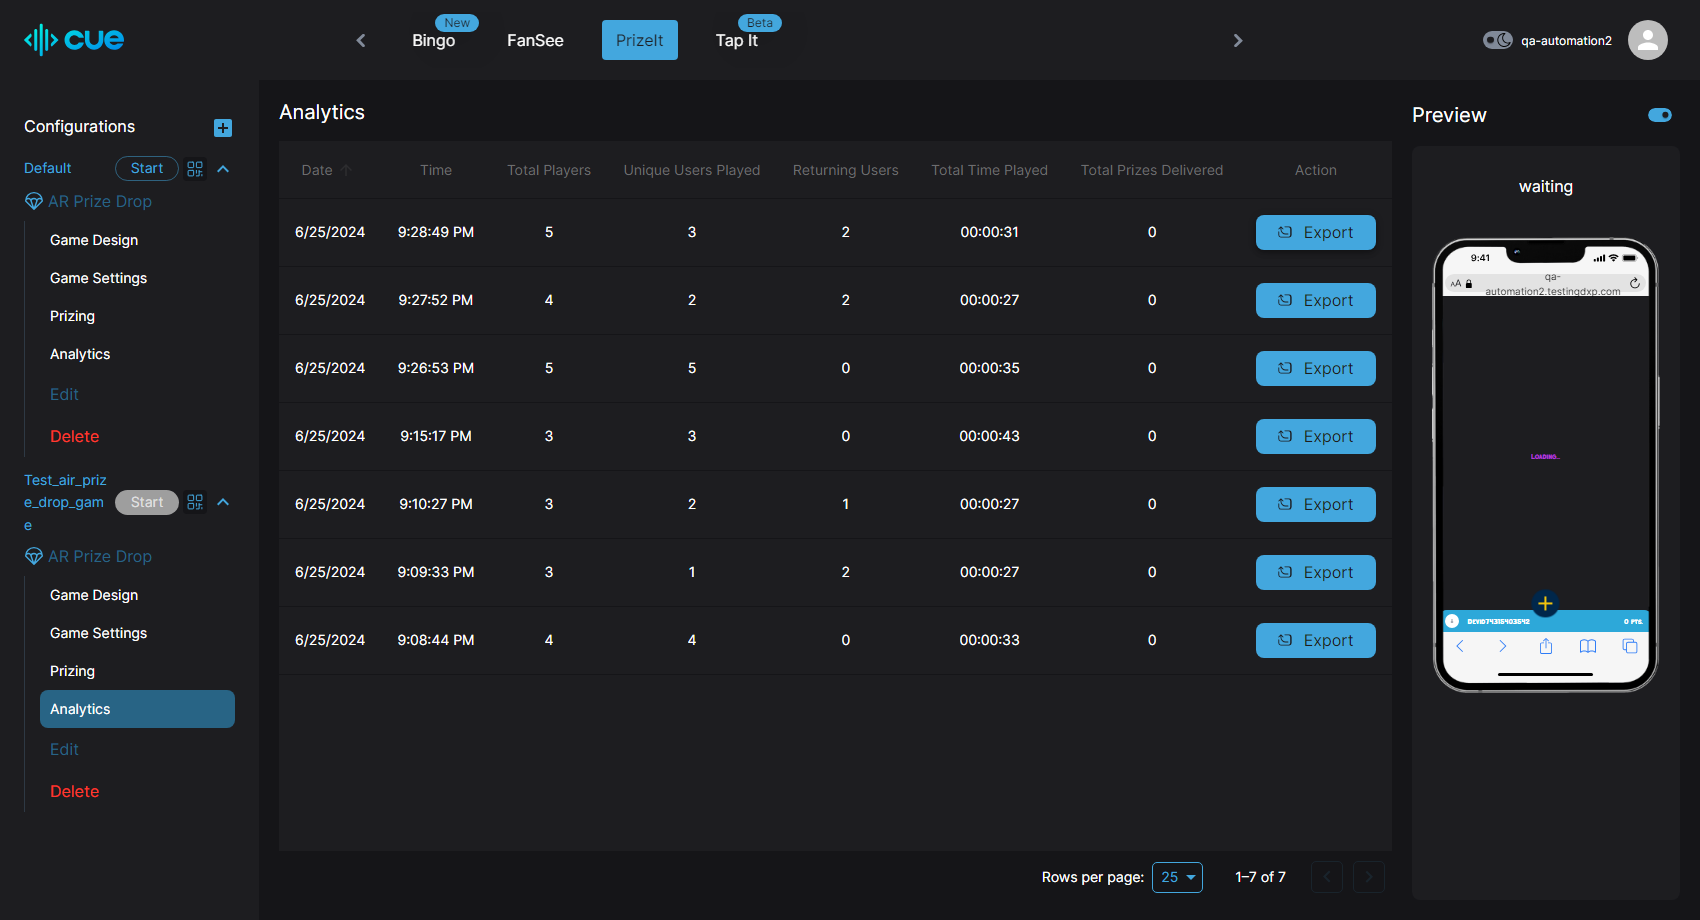 cue
New
Bingo
FanSee
PrizeIt
Beta
Tap It
qa-automation2
Configurations
Default
Start
AR Prize Drop
Game Design
Game Settings
Prizing
Analytics
Edit
Delete
Test_air_priz
e_drop_gam
e
Start
AR Prize Drop
Game Design
Game Settings
Prizing
Analytics
Edit
Delete
Analytics
Date Time Total Players Unique Users Played Returning Users Total Time Played Total Prizes Delivered Action
6/25/2024 9:28:49 PM 5 3 2 00:00:31 0 Export
6/25/2024 9:27:52 PM 4 2 2 00:00:27 0 Export
6/25/2024 9:26:53 PM 5 5 0 00:00:35 0 Export
6/25/2024 9:15:17 PM 3 3 0 00:00:43 0 Export
6/25/2024 9:10:27 PM 3 2 1 00:00:27 0 Export
6/25/2024 9:09:33 PM 3 1 2 00:00:27 0 Export
6/25/2024 9:08:44 PM 4 4 0 00:00:33 0 Export
Rows per page: 25 1–7 of 7
Preview
waiting
9:41
AA
qa-
automation2.testingdxp.com
LOADING...
0 PTS.